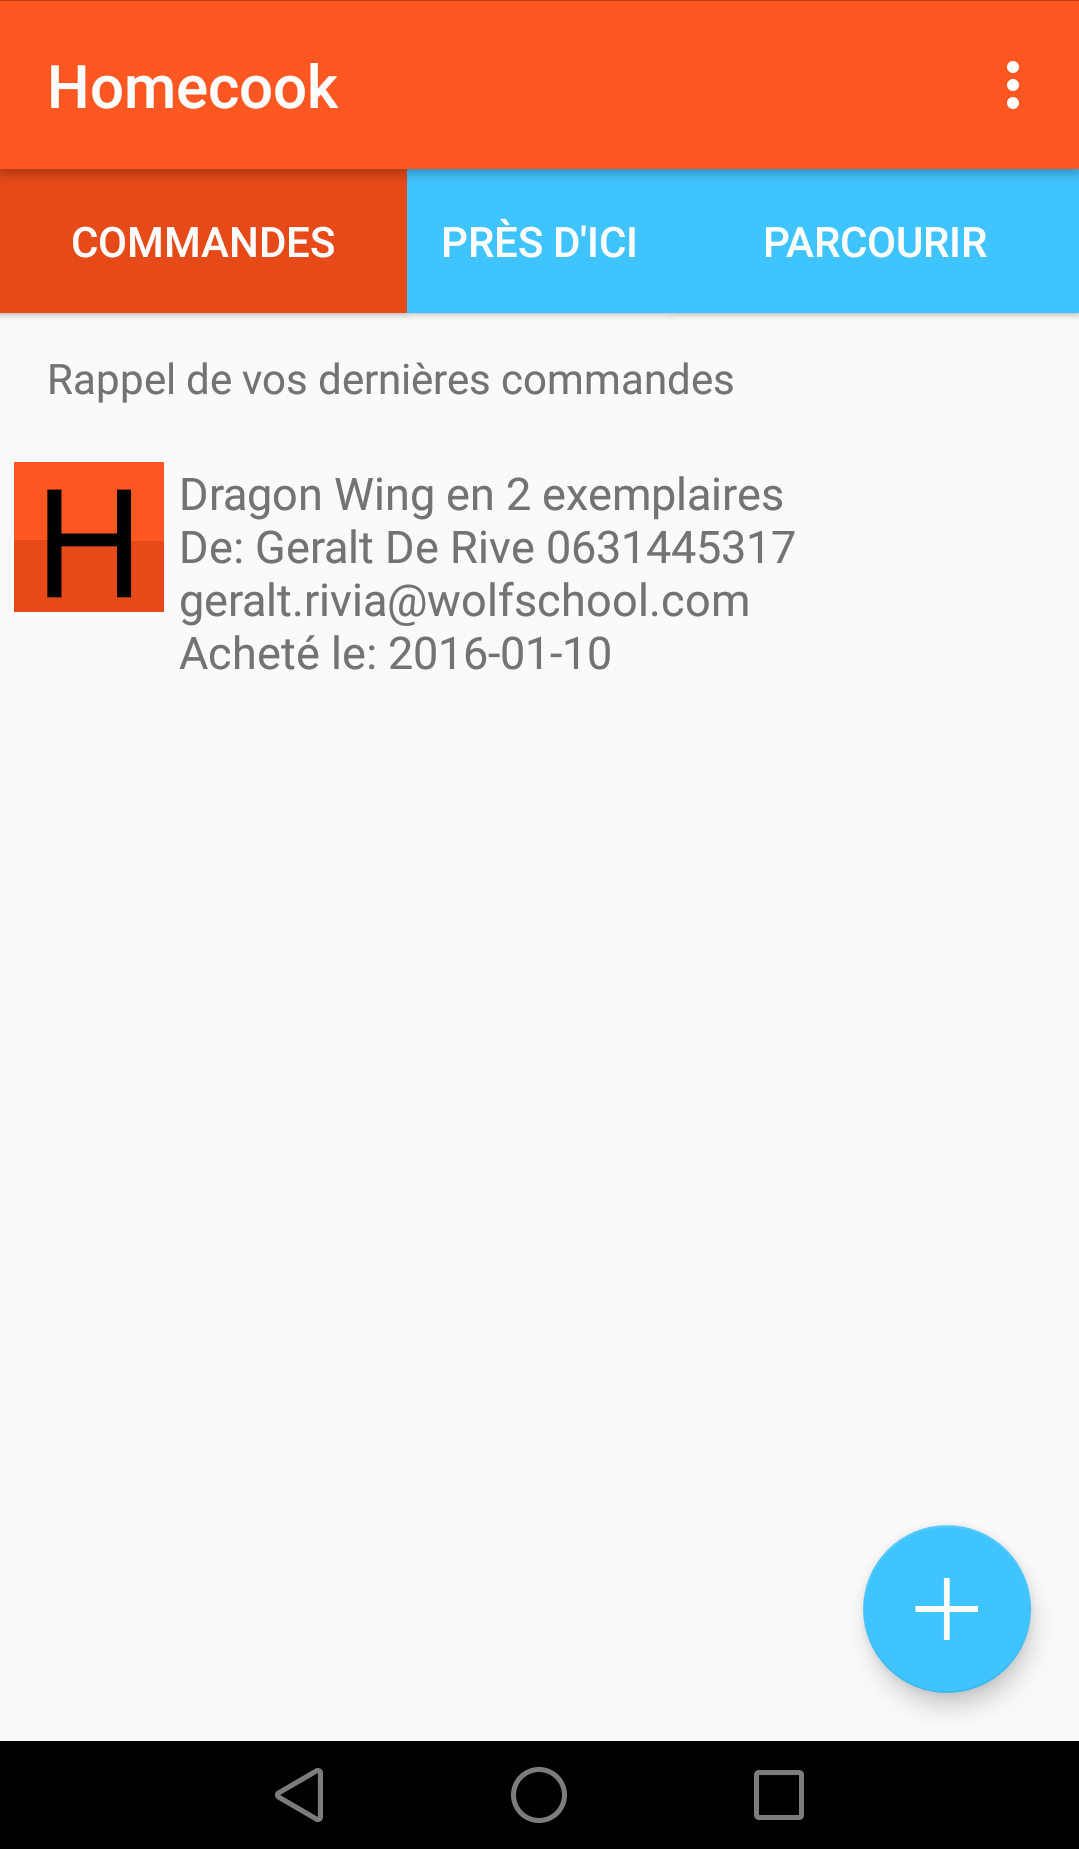 Homecook
COMMANDES
PRÈS D'ICI
PARCOURIR
Rappel de vos dernières commandes
H
Dragon Wing en 2 exemplaires
De: Geralt De Rive 0631445317
geralt.rivia@wolfschool.com
Acheté le: 2016-01-10